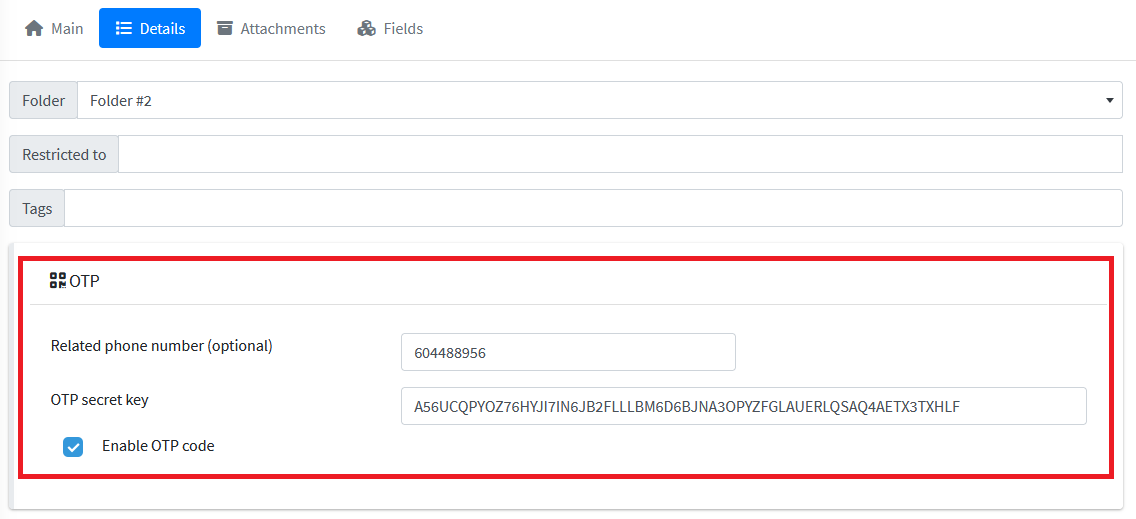 Main Details Attachments Fields
Folder Folder #2
Restricted to
Tags
OTP
Related phone number (optional) 604488956
OTP secret key A56UCQPYOZ76HYJI7IN6JB2FLLLBM6D6BJNA3OPYZFGLAUERLQSAQ4AETX3TXHLF
Enable OTP code